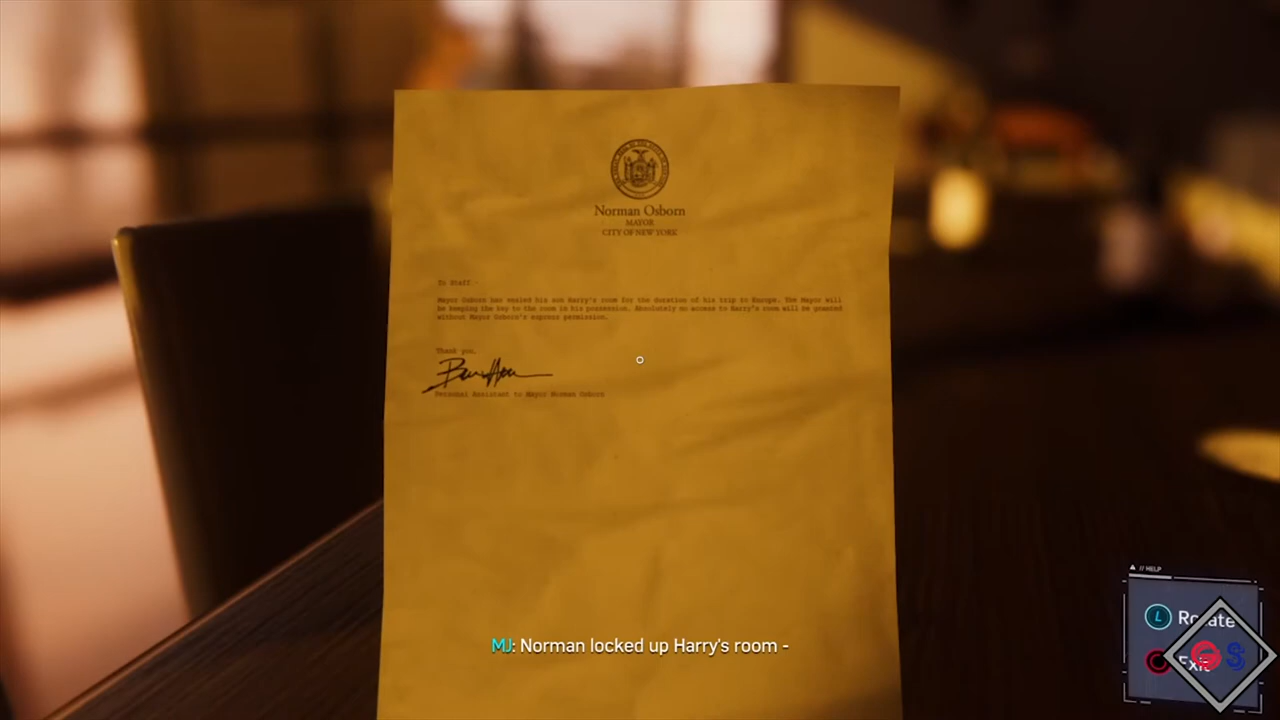 Norman Osborn
MAYOR
CITY OF NEW YORK
To Staff -
Mayor Osborn has sealed his son Harry's room for the duration of his trip to Europe. The Mayor will
be keeping the key to the room in his possession. Absolutely no access to Harry's room will be granted
without Mayor Osborn's express permission.
Thank you,
Personal Assistant to Mayor Norman Osborn
MJ: Norman locked up Harry's room -
// HELP
L Rotate
Exit
GS